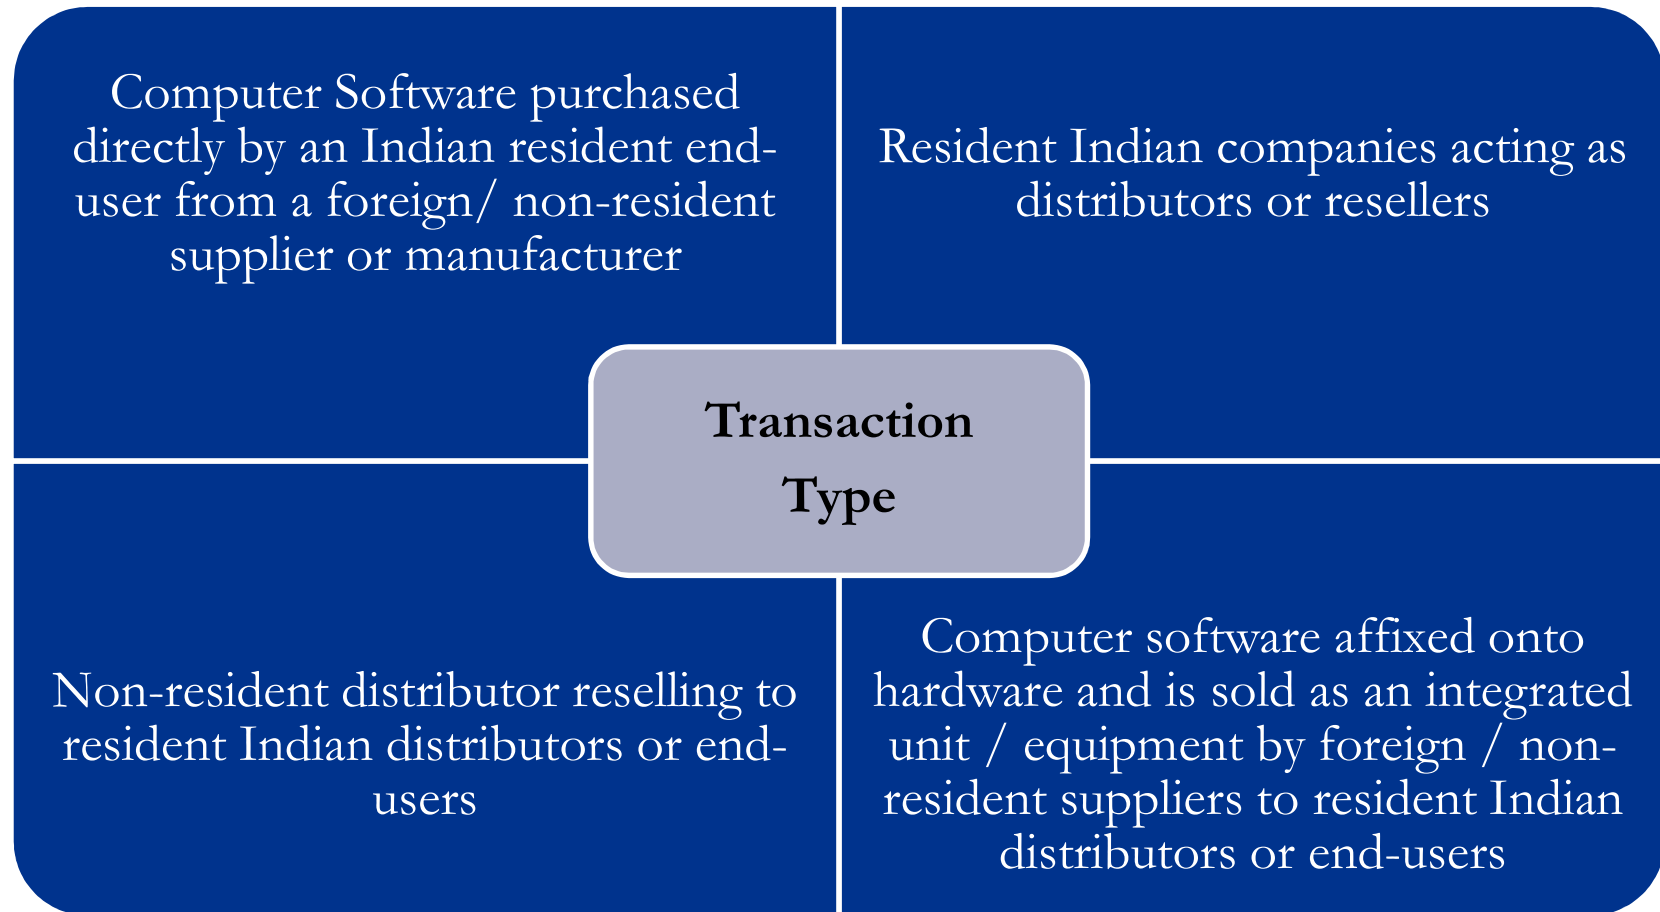 Computer Software purchased
directly by an Indian resident end-
user from a foreign/ non-resident
supplier or manufacturer
Resident Indian companies acting as
distributors or resellers
Transaction
Type
Non-resident distributor reselling to
resident Indian distributors or end-
users
Computer software affixed onto
hardware and is sold as an integrated
unit / equipment by foreign / non-
resident suppliers to resident Indian
distributors or end-users